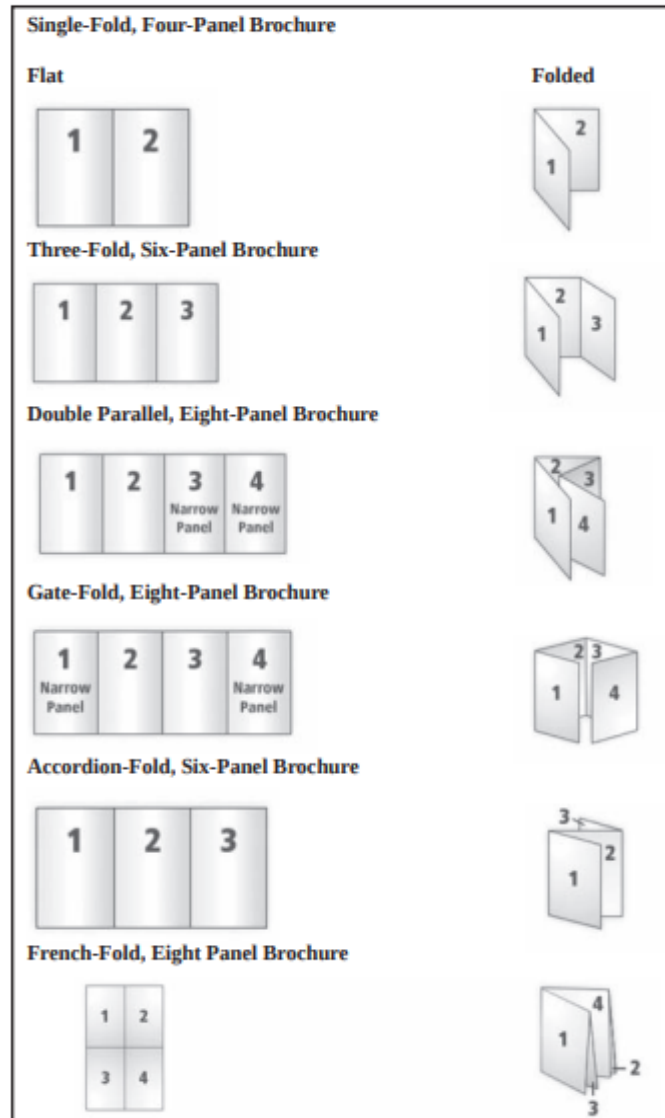 Single-Fold, Four-Panel Brochure
Flat Folded
1 2
2
1
Three-Fold, Six-Panel Brochure
1 2 3
2
1 3
Double Parallel, Eight-Panel Brochure
1 2 3 4
Narrow Narrow
Panel Panel
2 3
1 4
Gate-Fold, Eight-Panel Brochure
1 2 3 4
Narrow Narrow
Panel Panel
2 3
1 4
Accordion-Fold, Six-Panel Brochure
1 2 3
3
2
1
French-Fold, Eight Panel Brochure
1 2
3 4
4
1
2
3